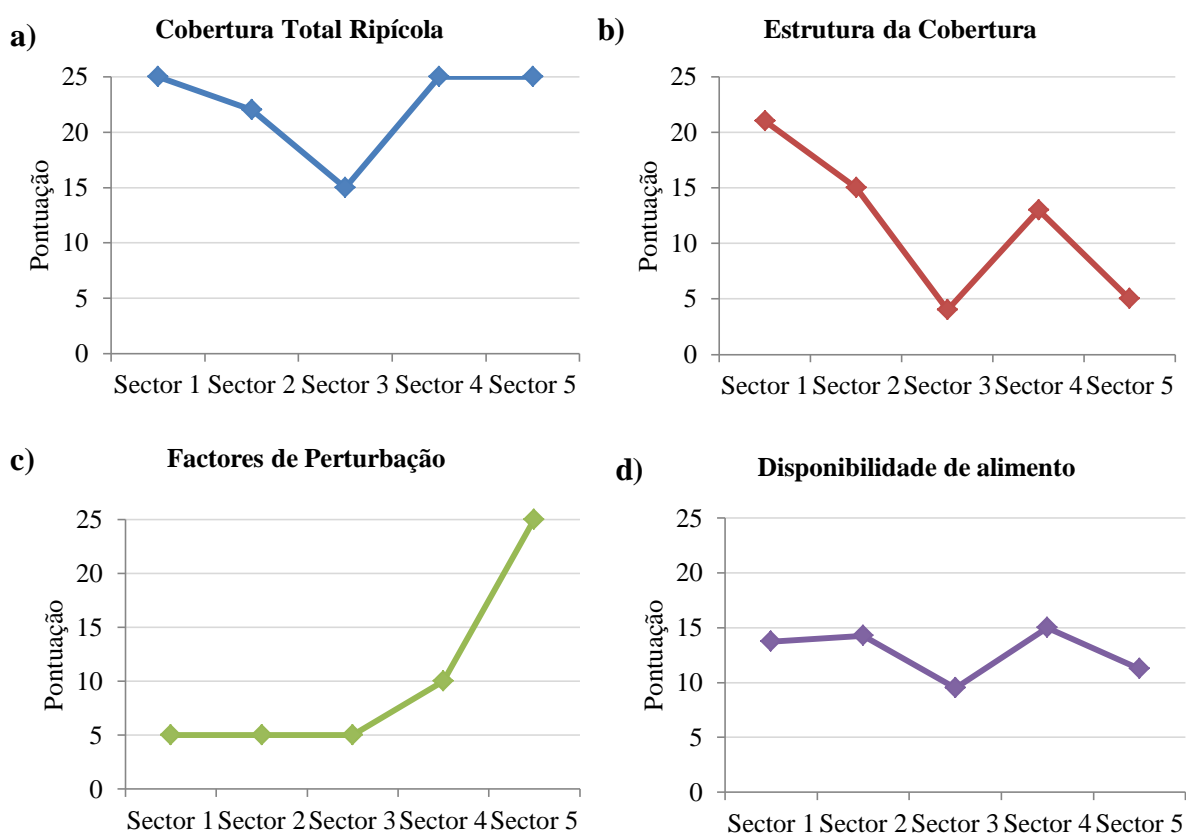 a) Cobertura Total Ripícola
25
20
15
10
5
0
Pontuação
Sector 1 Sector 2 Sector 3 Sector 4 Sector 5
b) Estrutura da Cobertura
25
20
15
10
5
0
Pontuação
Sector 1 Sector 2 Sector 3 Sector 4 Sector 5
c) Factores de Perturbação
25
20
15
10
5
0
Pontuação
Sector 1 Sector 2 Sector 3 Sector 4 Sector 5
d) Disponibilidade de alimento
25
20
15
10
5
0
Pontuação
Sector 1 Sector 2 Sector 3 Sector 4 Sector 5